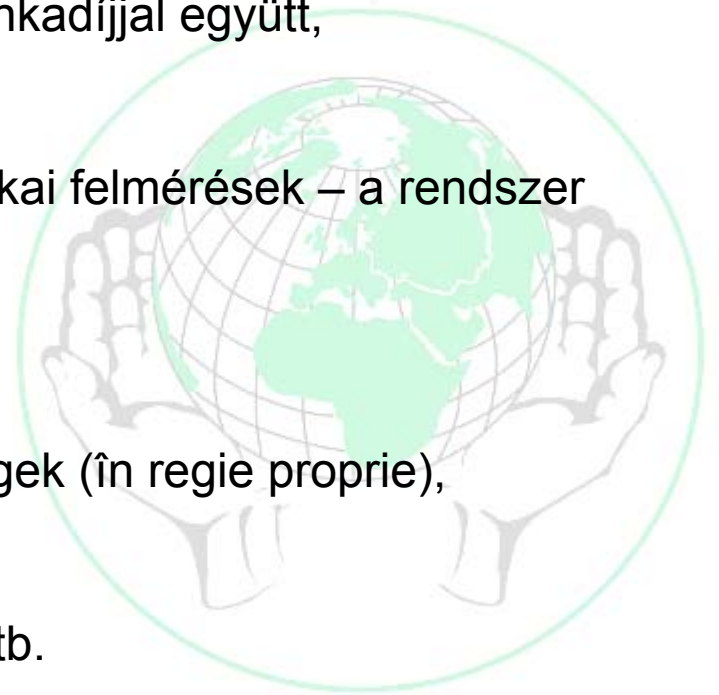 nkadíjjal együtt,
kai felmérések – a rendszer
gek (în regie proprie),
tb.